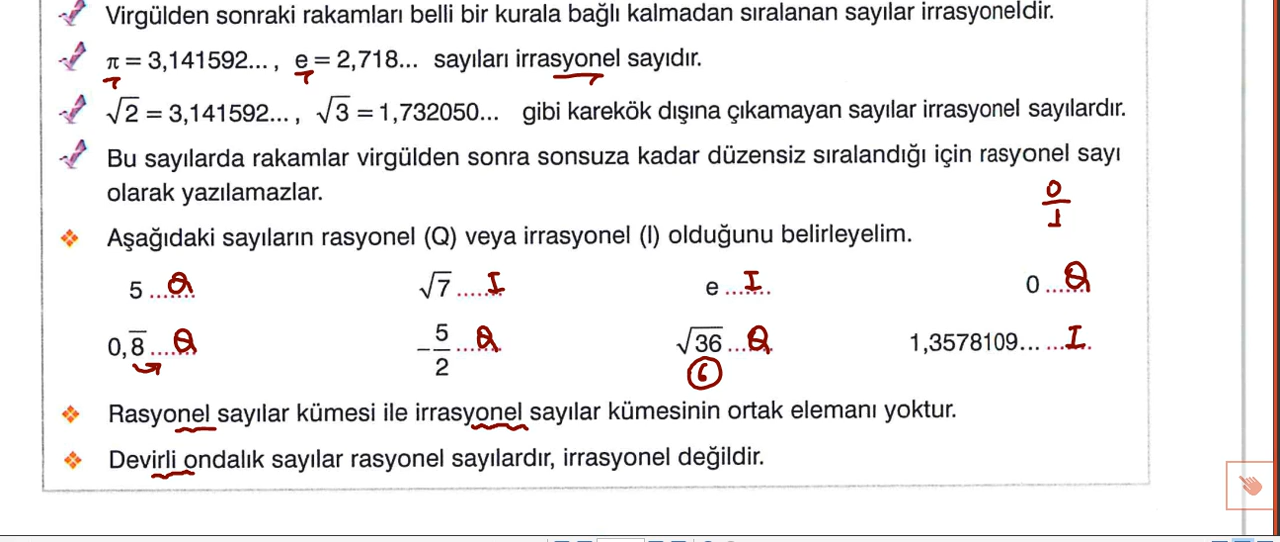 Virgülden sonraki rakamları belli bir kurala bağlı kalmadan sıralanan sayılar irrasyoneldir.
π = 3,141592... , e = 2,718... sayıları irrasyonel sayıdır.
√2 = 3,141592... , √3 = 1,732050... gibi karekök dışına çıkamayan sayılar irrasyonel sayılardır.
Bu sayılarda rakamlar virgülden sonra sonsuza kadar düzensiz sıralandığı için rasyonel sayı
olarak yazılamazlar.
0/1
Aşağıdaki sayıların rasyonel (Q) veya irrasyonel (I) olduğunu belirleyelim.
5 ...Q... √7 ...I e ...I... 0 ...Q
0,8̅ ...Q... -5/2 ...Q... √36 ...Q... 1,3578109... ...I...
6
Rasyonel sayılar kümesi ile irrasyonel sayılar kümesinin ortak elemanı yoktur.
Devirli ondalık sayılar rasyonel sayılardır, irrasyonel değildir.